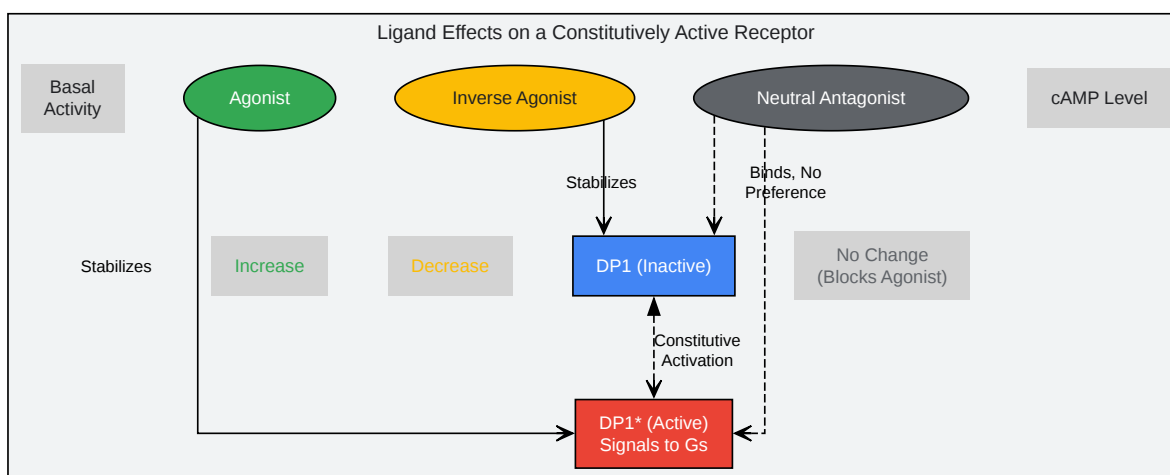 Ligand Effects on a Constitutively Active Receptor
Basal
Activity
Agonist
Inverse Agonist
Neutral Antagonist
cAMP Level
Stabilizes
Binds, No
Preference
Stabilizes
Increase
Decrease
DP1 (Inactive)
No Change
(Blocks Agonist)
Constitutive
Activation
DP1* (Active)
Signals to Gs